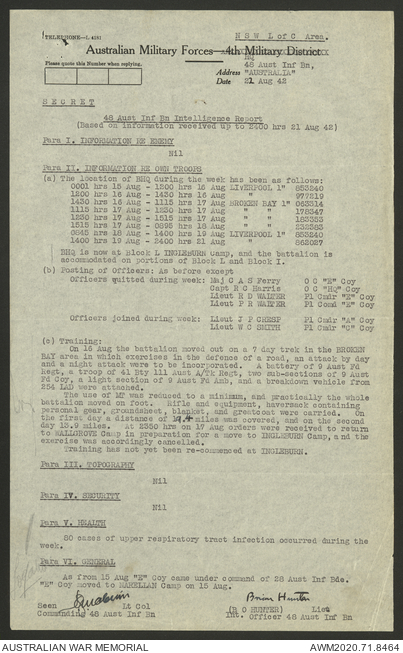 TELEPHONE—L 4201
N S W L of C Area.
Australian Military Forces—4th Military District
Please quote this Number when replying.
HQ
48 Aust Inf Bn,
Address "AUSTRALIA"
Date 22 Aug 42
S E C R E T
48 Aust Inf Bn Intelligence Report
(Based on information received up to 2400 hrs 21 Aug 42)
Para I. INFORMATION RE ENEMY
Nil
Para II. INFORMATION RE OWN TROOPS
(a) The location of BHQ during the week has been as follows:
0001 hrs 15 Aug - 1200 hrs 16 Aug LIVERPOOL 1" 853240
1200 hrs 16 Aug - 1430 hrs 16 Aug " 977219
1430 hrs 16 Aug - 1115 hrs 17 Aug BROKEN BAY 1" 063314
1115 hrs 17 Aug - 1230 hrs 17 Aug " " 178347
1230 hrs 17 Aug - 1515 hrs 17 Aug " " 183353
1515 hrs 17 Aug - 0895 hrs 18 Aug " " 232383
0845 hrs 18 Aug - 1400 hrs 19 Aug LIVERPOOL 1" 853240
1400 hrs 19 Aug - 2400 hrs 21 Aug " 862027
BHQ is now at Block L INGLEBURN Camp, and the battalion is
accommodated on portions of Block L and Block I.
(b) Posting of Officers: As before except
Officers quitted during week: Maj C A S Ferry O C "E" Coy
Capt R C Harris O C "HQ" Coy
Lieut R D WAITER Pl Cmdr "E" Coy
Lieut P R WAITER Pl Comd "E" Coy
Officers joined during week: Lieut J P CRESP Pl Cmdr "A" Coy
Lieut W C SMITH Pl Cmdr "C" Coy
(c) Training:
On 16 Aug the battalion moved out on a 7 day trek in the BROKEN
BAY area in which exercises in the defence of a road, an attack by day
and a night attack were to be incorporated. A battery of 9 Aust Fd
Regt, a troop of 41 Bty 111 Aust A/Tk Regt, two sub-sections of 9 Aust
Fd Coy, a light section of 9 Aust Fd Amb, and a breakdown vehicle from
254 LAD were attached.
The use of MT was reduced to a minimum, and practically the whole
battalion moved on foot. Rifle and equipment, haversack containing
personal gear, groundsheet, blanket, and greatcoat were carried. On
the first day a distance of miles was covered, and on the second
day 13.9 miles. At 2350 hrs on 17 Aug orders were received to return
to WALLGROVE Camp in preparation for a move to INGLEBURN Camp, and the
exercise was accordingly cancelled.
Training has not yet been re-commenced at INGLEBURN.
Para III. TOPOGRAPHY
Nil
Para IV. SECURITY
Nil
Para V. HEALTH
80 cases of upper respiratory tract infection occurred during the
week.
Para VI. GENERAL
As from 15 Aug "E" Coy came under command of 28 Aust Inf Bde.
"E" Coy moved to MAHELLAN Camp on 15 Aug.
Seen Lt Col Brian Hunter
Commanding 48 Aust Inf Bn (B C HUNTER) Lieut
Int. Officer 48 Aust Inf Bn
AUSTRALIAN WAR MEMORIAL
AWM2020.71.8464